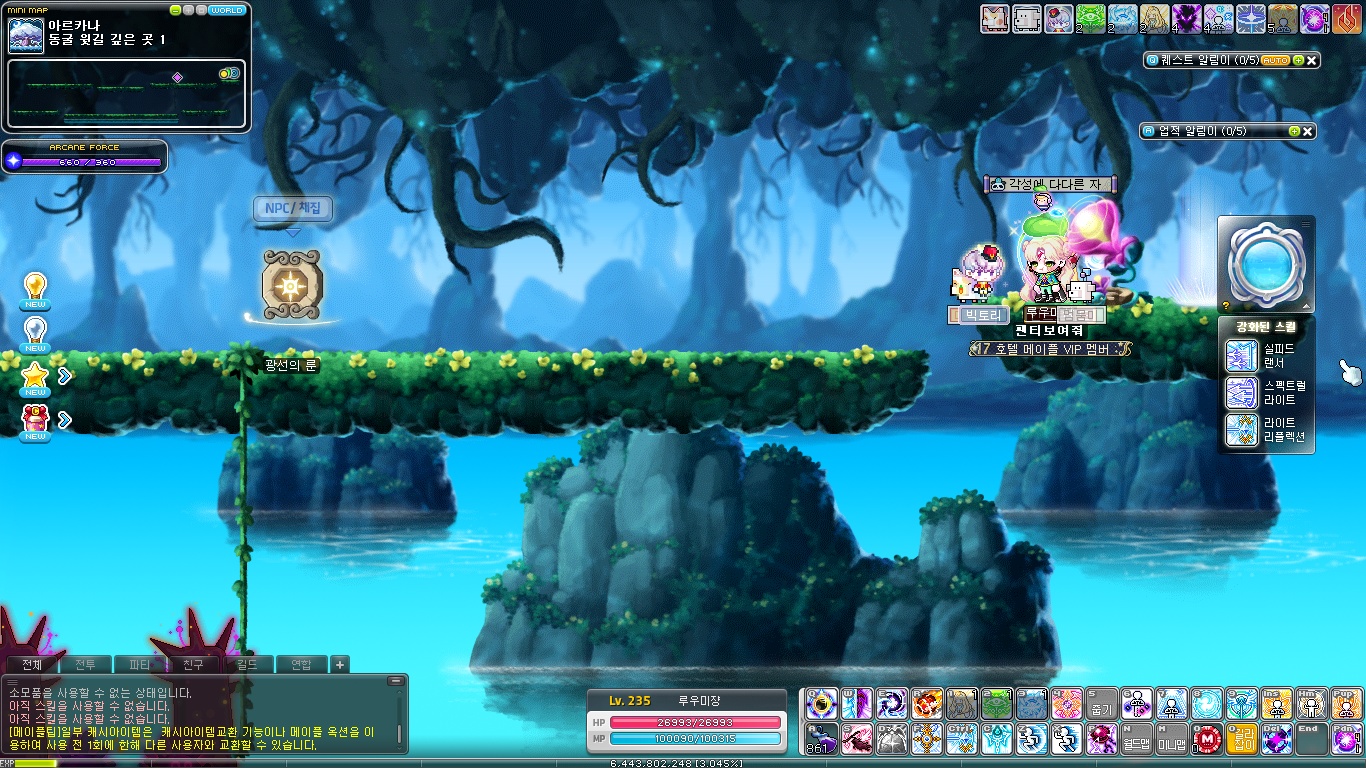 MINI MAP
WORLD
아르카나
동굴 윗길 깊은 곳 1
ARCANE FORCE
660 / 360
퀘스트 알림이 (0/5)
AUTO
업적 알림이 (0/5)
NPC/ 채집
각성에 다다른 자
NEW
NEW
NEW
NEW
광선의 룬
빅토리
루우미
팬티보여줘
17 호텔 메이플 VIP 멤버
강화된 스킬
실피드
랜서
스펙트럴
라이트
라이트
리플렉션
전체
전투
파티
친구
길드
연합
+
소모품을 사용할 수 없는 상태입니다.
아직 스킬을 사용할 수 없습니다.
아직 스킬을 사용할 수 없습니다.
[메이플팁]일부 캐시아이템은 캐시아이템교환 기능이나 메이플 옵션을 이
용하여 사용 전 1회에 한해 다른 사용자와 교환할 수 있습니다.
Lv. 235
루우미쟝
HP
26993/26993
MP
100090/100315
줍기
861
월드맵
미니맵
End
EXP
6,443,802,248 [3.045%]